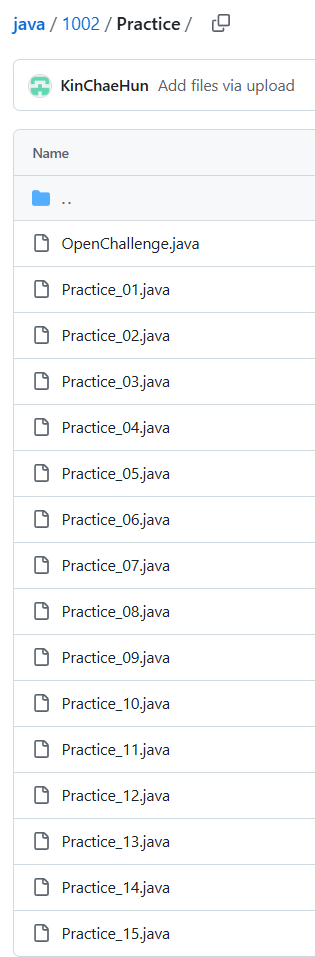 java / 1002 / Practice /
KinChaeHun Add files via upload
Name
..
OpenChallenge.java
Practice_01.java
Practice_02.java
Practice_03.java
Practice_04.java
Practice_05.java
Practice_06.java
Practice_07.java
Practice_08.java
Practice_09.java
Practice_10.java
Practice_11.java
Practice_12.java
Practice_13.java
Practice_14.java
Practice_15.java